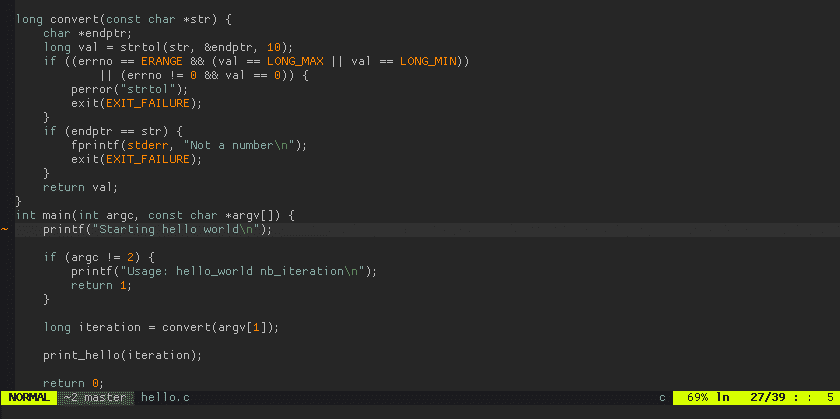 long convert(const char *str) {
    char *endptr;
    long val = strtol(str, &endptr, 10);
    if ((errno == ERANGE && (val == LONG_MAX || val == LONG_MIN))
            || (errno != 0 && val == 0)) {
        perror("strtol");
        exit(EXIT_FAILURE);
    }
    if (endptr == str) {
        fprintf(stderr, "Not a number\n");
        exit(EXIT_FAILURE);
    }
    return val;
}
int main(int argc, const char *argv[]) {
~    printf("Starting hello world\n");
    if (argc != 2) {
        printf("Usage: hello_world nb_iteration\n");
        return 1;
    }
    long iteration = convert(argv[1]);
    print_hello(iteration);
    return 0;
NORMAL ~2 master hello.c c 69% ln 27/39 : : 5